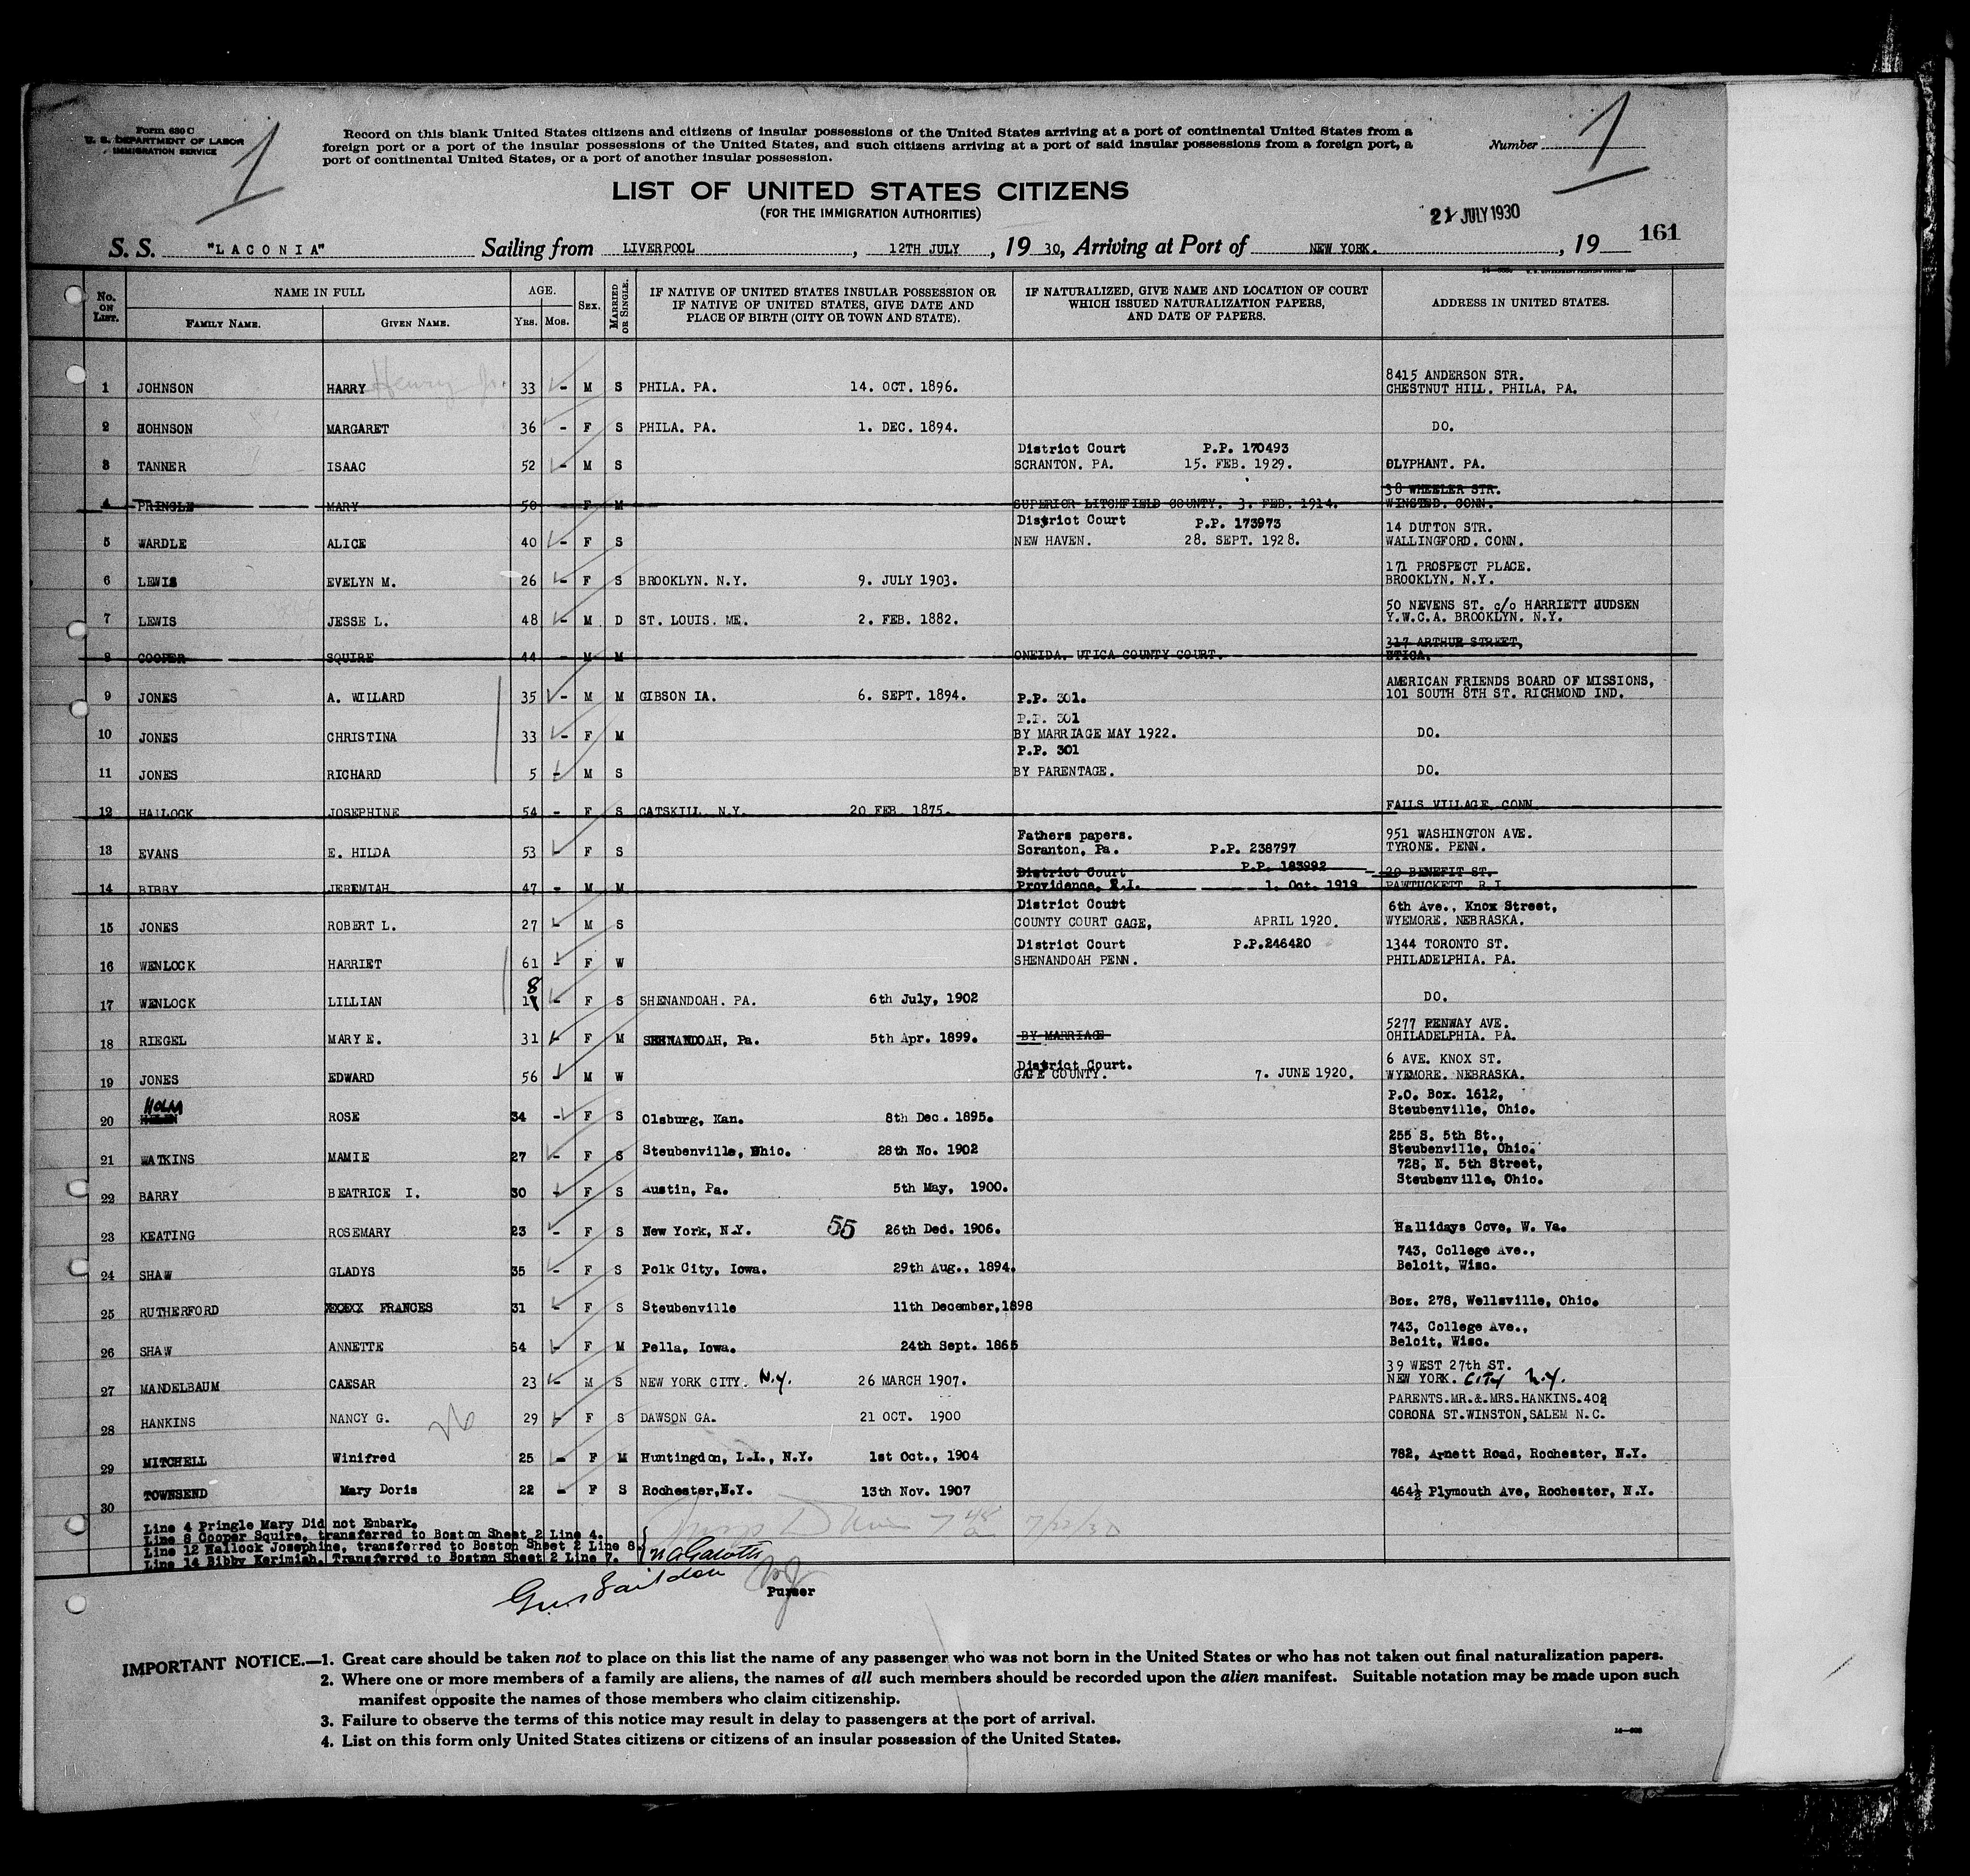 Form 630 C
U. S. DEPARTMENT OF LABOR
IMMIGRATION SERVICE
1
Record on this blank United States citizens and citizens of insular possessions of the United States arriving at a port of continental United States from a
foreign port or a port of the insular possessions of the United States, and such citizens arriving at a port of said insular possessions from a foreign port, a
port of continental United States, or a port of another insular possession.
Number 1
LIST OF UNITED STATES CITIZENS
(FOR THE IMMIGRATION AUTHORITIES)
21 JULY 1930
S. S. "LACONIA" Sailing from LIVERPOOL, 12TH JULY, 19 30, Arriving at Port of NEW YORK., 19 161
No. ON LIST. NAME IN FULL FAMILY NAME. GIVEN NAME. AGE. YRS. MOS. SEX. MARRIED OR SINGLE. IF NATIVE OF UNITED STATES INSULAR POSSESSION OR IF NATIVE OF UNITED STATES, GIVE DATE AND PLACE OF BIRTH (CITY OR TOWN AND STATE). IF NATURALIZED, GIVE NAME AND LOCATION OF COURT WHICH ISSUED NATURALIZATION PAPERS, AND DATE OF PAPERS. ADDRESS IN UNITED STATES.
8415 ANDERSON STR.
1 JOHNSON HARRY Henry Jr. 33 - M S PHILA. PA. 14. OCT. 1896. CHESTNUT HILL. PHILA. PA.
2 JOHNSON MARGARET 36 - F S PHILA. PA. 1. DEC. 1894. DO.
District Court P.P. 170493
3 TANNER ISAAC 52 - M S SCRANTON. PA. 15. FEB. 1929. OLYPHANT. PA.
38 WHEELER STR.
4 PRINGLE MARY 50 F M SUPERIOR LITCHFIELD COUNTY. 3. FEB. 1914. WINSTED. CONN.
District Court P.P. 173973 14 DUTTON STR.
5 WARDLE ALICE 40 - F S NEW HAVEN. 28. SEPT. 1928. WALLINGFORD. CONN.
171 PROSPECT PLACE.
6 LEWIS EVELYN M. 26 - F S BROOKLYN. N.Y. 9. JULY 1903. BROOKLYN. N.Y.
50 NEVENS ST. c/o HARRIETT JUDSEN
7 LEWIS JESSE L. 48 - M D ST. LOUIS. ME. 2. FEB. 1882. Y.W.C.A. BROOKLYN. N.Y.
317 ARTHUR STREET,
8 COOPER SQUIRE 44 - M M ONEIDA. UTICA COUNTY COURT. UTICA.
AMERICAN FRIENDS BOARD OF MISSIONS,
9 JONES A. WILLARD 35 - M M GIBSON IA. 6. SEPT. 1894. P.P. 301. 101 SOUTH 8TH ST. RICHMOND IND.
P.P. 301
10 JONES CHRISTINA 33 - F M BY MARRIAGE MAY 1922. DO.
P.P. 301
11 JONES RICHARD 5 - M S BY PARENTAGE. DO.
12 HALLOCK JOSEPHINE 54 - F S CATSKILL. N.Y. 20 FEB. 1875. FALLS VILLAGE CONN
Fathers papers. 951 WASHINGTON AVE.
13 EVANS E. HILDA 53 - F S Scranton, Pa. P.P. 238797 TYRONE. PENN.
District Court P.P. 183992 20 BENEFIT ST.
14 BIBBY JEREMIAH 47 - M M Providence, R.I. 1. Oct. 1919 PAWTUCKETT R.I
District Court 6th Ave., Knox Street,
15 JONES ROBERT L. 27 - M S COUNTY COURT GAGE, APRIL 1920. WYEMORE. NEBRASKA.
District Court P.P.246420 1344 TORONTO ST.
16 WENLOCK HARRIET 61 - F W SHENANDOAH PENN. PHILADELPHIA. PA.
8
17 WENLOCK LILLIAN 1 - F S SHENANDOAH. PA. 6th July, 1902 DO.
5277 PENWAY AVE.
18 RIEGEL MARY E. 31 - F M SHENANDOAH, Pa. 5th Apr. 1899. BY MARRIAGE OHILADELPHIA. PA.
District Court. 6 AVE. KNOX ST.
19 JONES EDWARD 56 - M W GAGE COUNTY. 7. JUNE 1920. WYEMORE. NEBRASKA.
HOLM P.O. Box. 1612,
20 ROSE 34 - F S Olsburg, Kan. 8th Dec. 1895. Steubenville, Ohio.
255 S. 5th St.,
21 WATKINS MAMIE 27 - F S Steubenville, Ohio. 28th No. 1902 Steubenville, Ohio.
728, N. 5th Street,
22 BARRY BEATRICE I. 30 - F S Austin, Pa. 5th May, 1900. Steubenville, Ohio.
23 KEATING ROSEMARY 23 - F S New York, N.Y. 55 26th Ded. 1906. Hallidays Cove, W. Va.
743, College Ave.,
24 SHAW GLADYS 35 - F S Polk City, Iowa. 29th Aug., 1894. Beloit, Wisc.
25 RUTHERFORD FRANCES 31 - F S Steubenville 11th December, 1898 Boz. 278, Wellsville, Ohio.
743, College Ave.,
26 SHAW ANNETTE 64 - F M Pella, Iowa. 24th Sept. 1865 Beloit, Wisc.
39 WEST 27th ST.
27 MANDELBAUM CAESAR 23 - M S NEW YORK CITY. N.Y. 26 MARCH 1907. NEW YORK. CITY N.Y.
PARENTS.MR.&.MRS.HANKINS.402
28 HANKINS NANCY G. 29 - F S DAWSON GA. 21 OCT. 1900 CORONA ST.WINSTON,SALEM N.C.
29 MITCHELL Winifred 25 - F M Huntingdon, L.I., N.Y. 1st Oct., 1904 782, Arnett Road, Rochester, N.Y.
30 TOWNSEND Mary Doris 22 - F S Rochester,N.Y. 13th Nov. 1907 464½ Plymouth Ave, Rochester, N.Y.
Line 4 Pringle Mary Did not Embark.
Line 8 Cooper Squire, transferred to Boston Sheet 2 Line 4.
Line 12 Hallock Josephine, transferred to Boston Sheet 2 Line 8.
Line 14 Bibby Kerimiah. Transferred to Boston Sheet 2 Line 7.
Purser
IMPORTANT NOTICE.—1. Great care should be taken not to place on this list the name of any passenger who was not born in the United States or who has not taken out final naturalization papers.
2. Where one or more members of a family are aliens, the names of all such members should be recorded upon the alien manifest. Suitable notation may be made upon such
manifest opposite the names of those members who claim citizenship.
3. Failure to observe the terms of this notice may result in delay to passengers at the port of arrival.
4. List on this form only United States citizens or citizens of an insular possession of the United States.